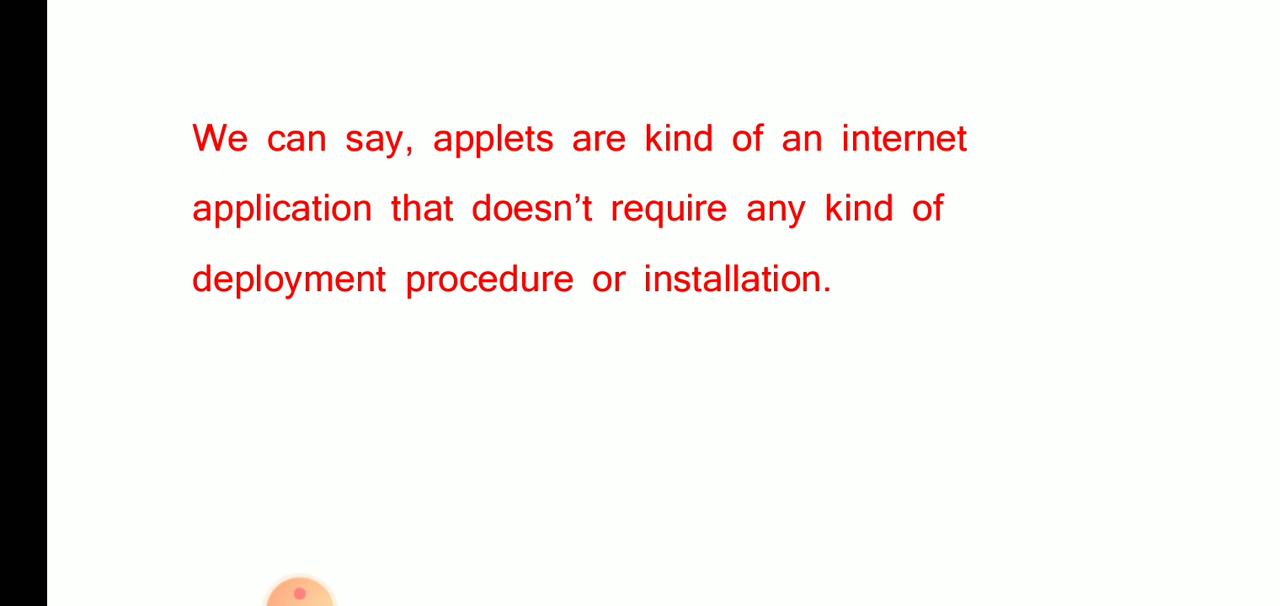 We can say, applets are kind of an internet
application that doesn’t require any kind of
deployment procedure or installation.